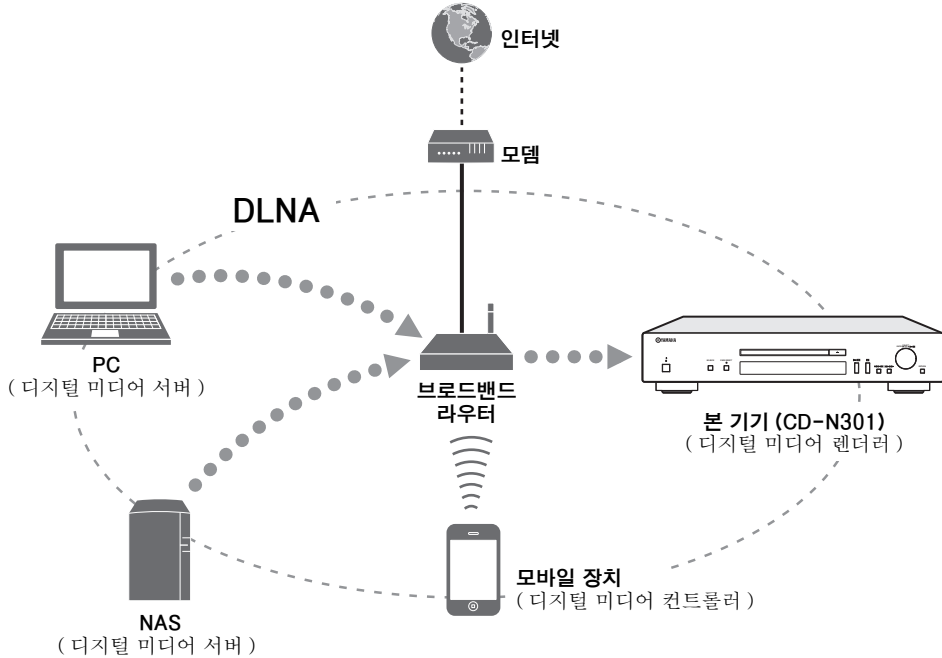 인터넷
모뎀
DLNA
PC
( 디지털 미디어 서버 )
브로드밴드
라우터
YAMAHA
본 기기 (CD-N301)
( 디지털 미디어 렌더러 )
모바일 장치
( 디지털 미디어 컨트롤러 )
NAS
( 디지털 미디어 서버 )